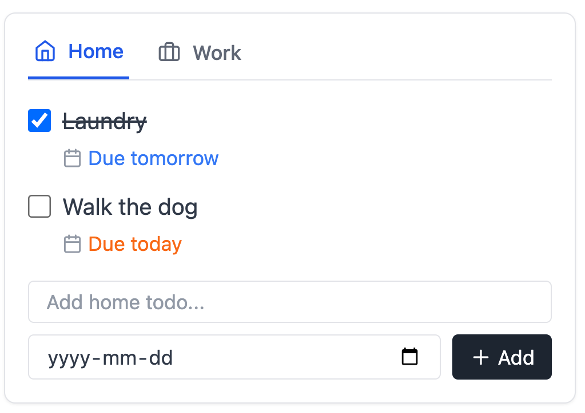 Home Work
Laundry
Due tomorrow
Walk the dog
Due today
Add home todo...
yyyy-mm-dd + Add